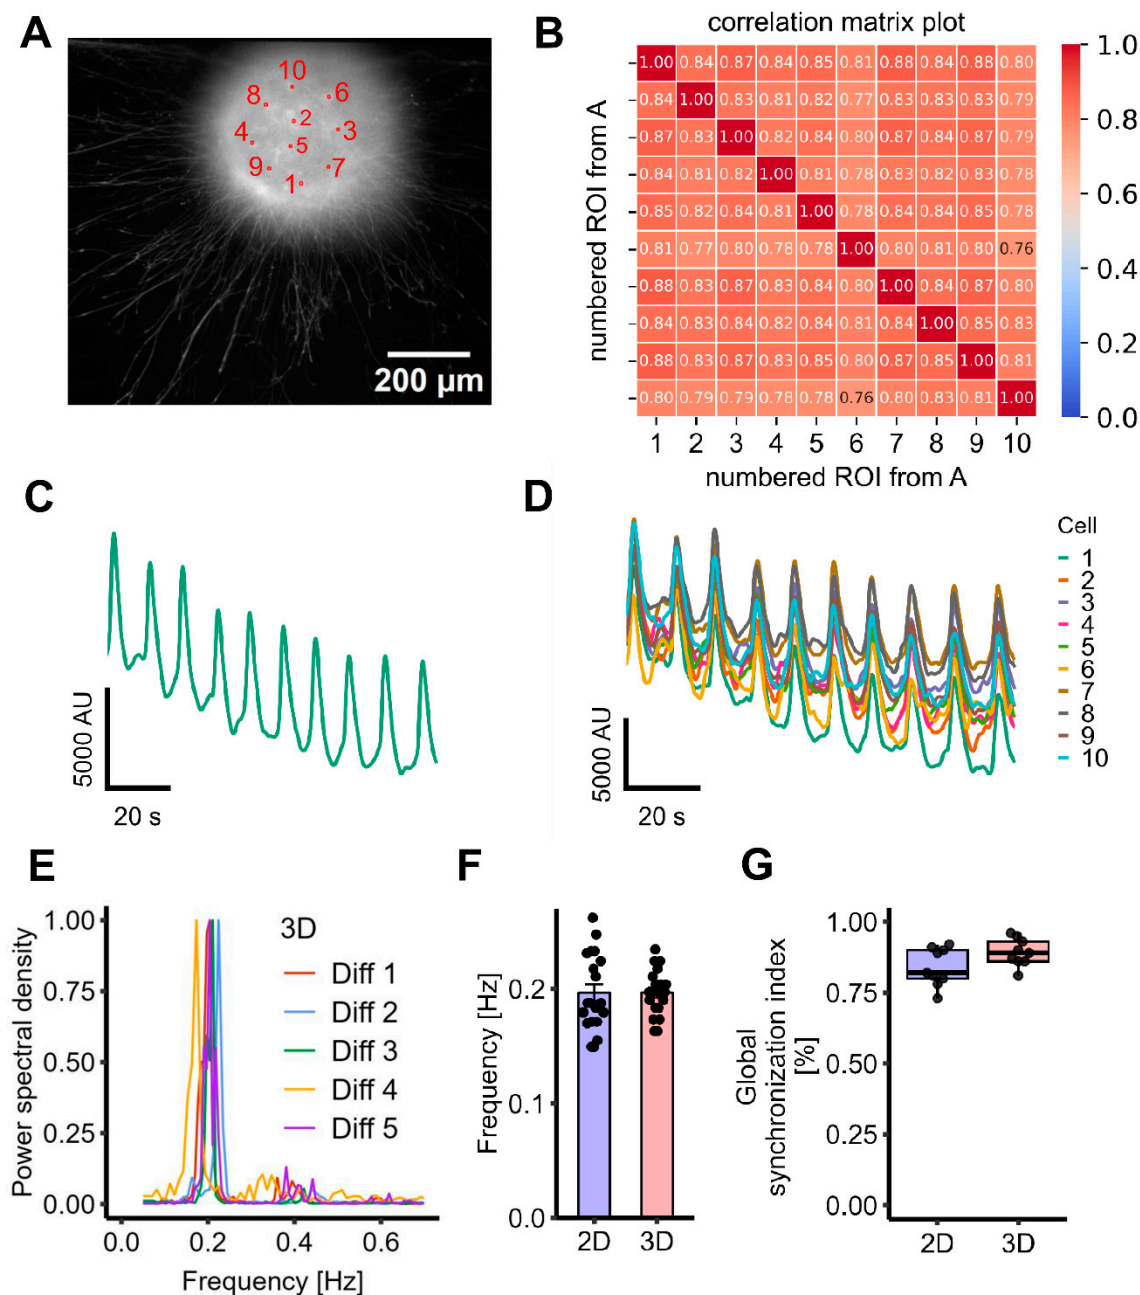 A
10
8
6
2
4
3
5
9
7
1
200 µm
B
correlation matrix plot
numbered ROI from A
1.00 0.84 0.87 0.84 0.85 0.81 0.88 0.84 0.88 0.80
0.84 1.00 0.83 0.81 0.82 0.77 0.83 0.83 0.83 0.79
0.87 0.83 1.00 0.82 0.84 0.80 0.87 0.84 0.87 0.79
0.84 0.81 0.82 1.00 0.81 0.78 0.83 0.82 0.83 0.78
0.85 0.82 0.84 0.81 1.00 0.78 0.84 0.84 0.85 0.78
0.81 0.77 0.80 0.78 0.78 1.00 0.80 0.81 0.80 0.76
0.88 0.83 0.87 0.83 0.84 0.80 1.00 0.84 0.87 0.80
0.84 0.83 0.84 0.82 0.84 0.81 0.84 1.00 0.85 0.83
0.88 0.83 0.87 0.83 0.85 0.80 0.87 0.85 1.00 0.81
0.80 0.79 0.79 0.78 0.78 0.76 0.80 0.83 0.81 1.00
1 2 3 4 5 6 7 8 9 10
numbered ROI from A
1.0
0.8
0.6
0.4
0.2
0.0
C
5000 AU
20 s
D
5000 AU
20 s
Cell
1
2
3
4
5
6
7
8
9
10
E
Power spectral density
1.00
0.75
0.50
0.25
0.00
0.0 0.2 0.4 0.6
Frequency [Hz]
3D
Diff 1
Diff 2
Diff 3
Diff 4
Diff 5
F
Frequency [Hz]
0.2
0.1
0.0
2D 3D
G
Global
synchronization index
[%]
1.00
0.75
0.50
0.25
0.00
2D 3D